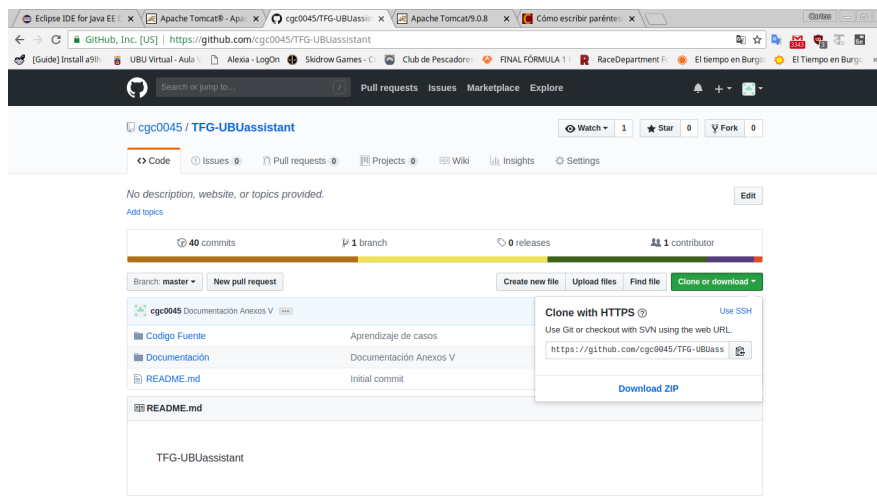 Eclipse IDE for Java EE D
Apache Tomcat® - Apac
cgc0045/TFG-UBUassis
Apache Tomcat/9.0.8
Cómo escribir parénte
Carlos
GitHub, Inc. [US] | https://github.com/cgc0045/TFG-UBUassistant
3343
[Guide] Install a9lh
UBU Virtual - Aula V
Alexia - LogOn
Skidrow Games - Cr
Club de Pescadores
FINAL FÓRMULA 1
RaceDepartment Fo
El tiempo en Burgo
El Tiempo en Burgo
Search or jump to...
Pull requests Issues Marketplace Explore
cgc0045 / TFG-UBUassistant
Watch 1 Star 0 Fork 0
Code Issues 0 Pull requests 0 Projects 0 Wiki Insights Settings
No description, website, or topics provided.
Edit
Add topics
40 commits 1 branch 0 releases 1 contributor
Branch: master New pull request Create new file Upload files Find file Clone or download
cgc0045 Documentación Anexos V
Codigo Fuente Aprendizaje de casos
Documentación Documentación Anexos V
README.md Initial commit
Clone with HTTPS Use SSH
Use Git or checkout with SVN using the web URL.
https://github.com/cgc0045/TFG-UBUass
Download ZIP
README.md
TFG-UBUassistant